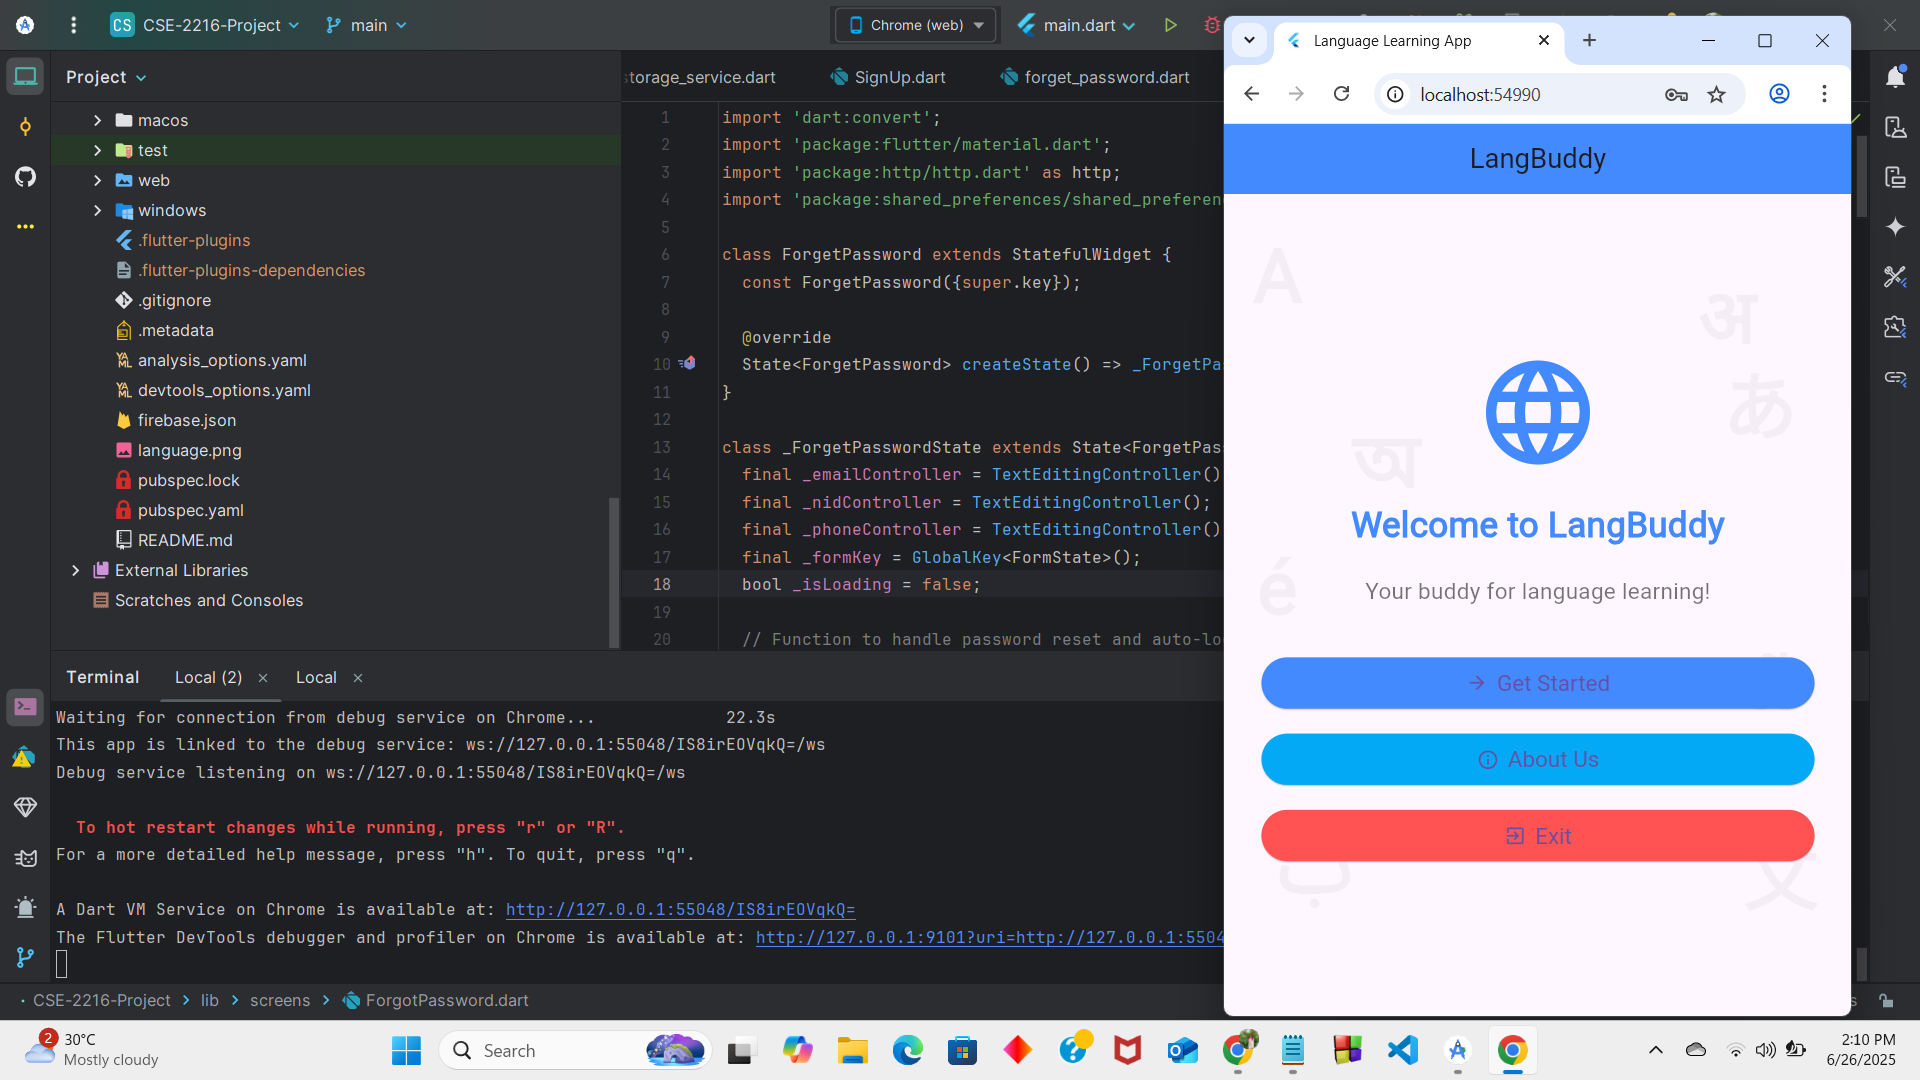 CS CSE-2216-Project main
Chrome (web) main.dart
Project
macos
test
web
windows
.flutter-plugins
.flutter-plugins-dependencies
.gitignore
.metadata
analysis_options.yaml
devtools_options.yaml
firebase.json
language.png
pubspec.lock
pubspec.yaml
README.md
External Libraries
Scratches and Consoles
torage_service.dart SignUp.dart forget_password.dart
1 import 'dart:convert';
2 import 'package:flutter/material.dart';
3 import 'package:http/http.dart' as http;
4 import 'package:shared_preferences/shared_preferen
5
6 class ForgetPassword extends StatefulWidget {
7 const ForgetPassword({super.key});
8
9 @override
10 State<ForgetPassword> createState() => _ForgetPa
11 }
12
13 class _ForgetPasswordState extends State<ForgetPas
14 final _emailController = TextEditingController()
15 final _nidController = TextEditingController();
16 final _phoneController = TextEditingController()
17 final _formKey = GlobalKey<FormState>();
18 bool _isLoading = false;
19
20 // Function to handle password reset and auto-lo
Terminal Local (2) Local
Waiting for connection from debug service on Chrome... 22.3s
This app is linked to the debug service: ws://127.0.0.1:55048/IS8irEOVqkQ=/ws
Debug service listening on ws://127.0.0.1:55048/IS8irEOVqkQ=/ws
To hot restart changes while running, press "r" or "R".
For a more detailed help message, press "h". To quit, press "q".
A Dart VM Service on Chrome is available at: http://127.0.0.1:55048/IS8irEOVqkQ=
The Flutter DevTools debugger and profiler on Chrome is available at: http://127.0.0.1:9101?uri=http://127.0.0.1:5504
CSE-2216-Project lib screens ForgotPassword.dart
Language Learning App
localhost:54990
LangBuddy
A
अ
あ
অ
Welcome to LangBuddy
é
Your buddy for language learning!
Get Started
About Us
Exit
ب
文
2 30°C
Mostly cloudy
Search
2:10 PM
6/26/2025